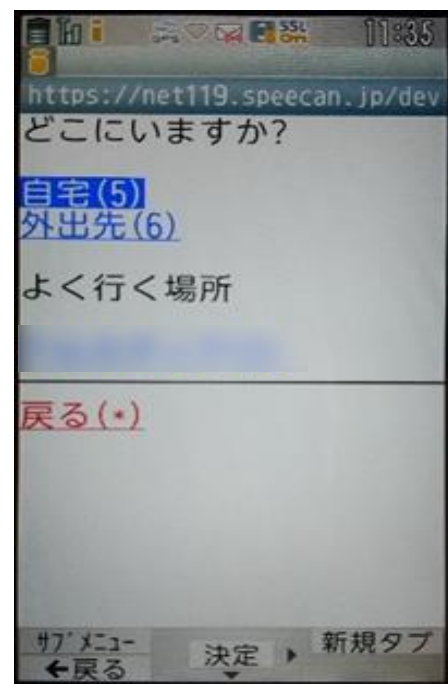 GPS
SSL
11:35
https://net119.speecan.jp/dev
どこにいますか?
自宅(5)
外出先(6)
よく行く場所
戻る(*)
ｻﾌﾞﾒﾆｭｰ
決定
新規タブ
←戻る